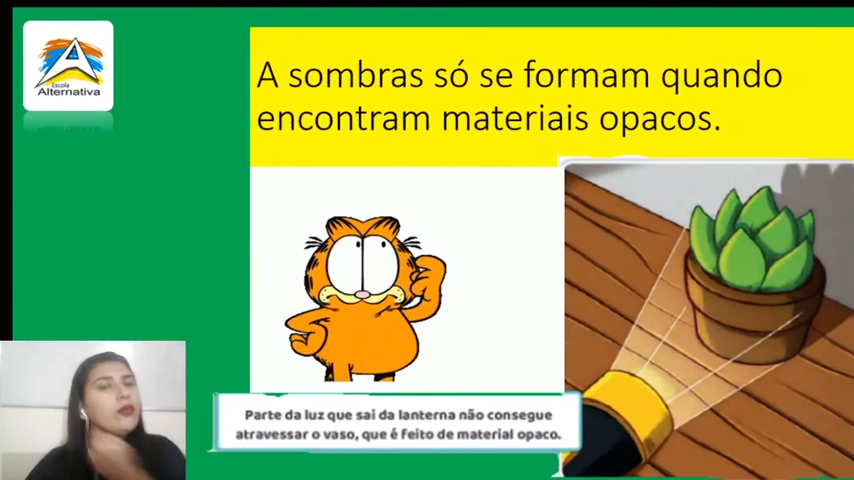 Escola
Alternativa
A sombras só se formam quando
encontram materiais opacos.
Parte da luz que sai da lanterna não consegue
atravessar o vaso, que é feito de material opaco.